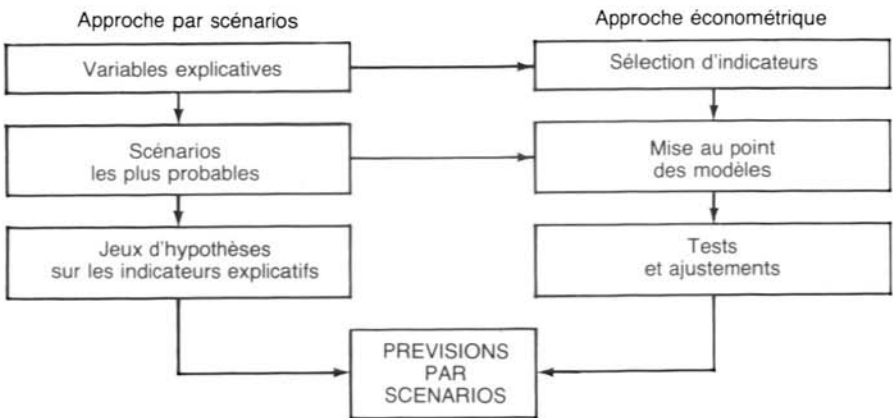 Approche par scénarios
Approche économétrique
Variables explicatives
Sélection d'indicateurs
Scénarios
les plus probables
Mise au point
des modèles
Jeux d'hypothèses
sur les indicateurs explicatifs
Tests
et ajustements
PREVISIONS
PAR
SCENARIOS